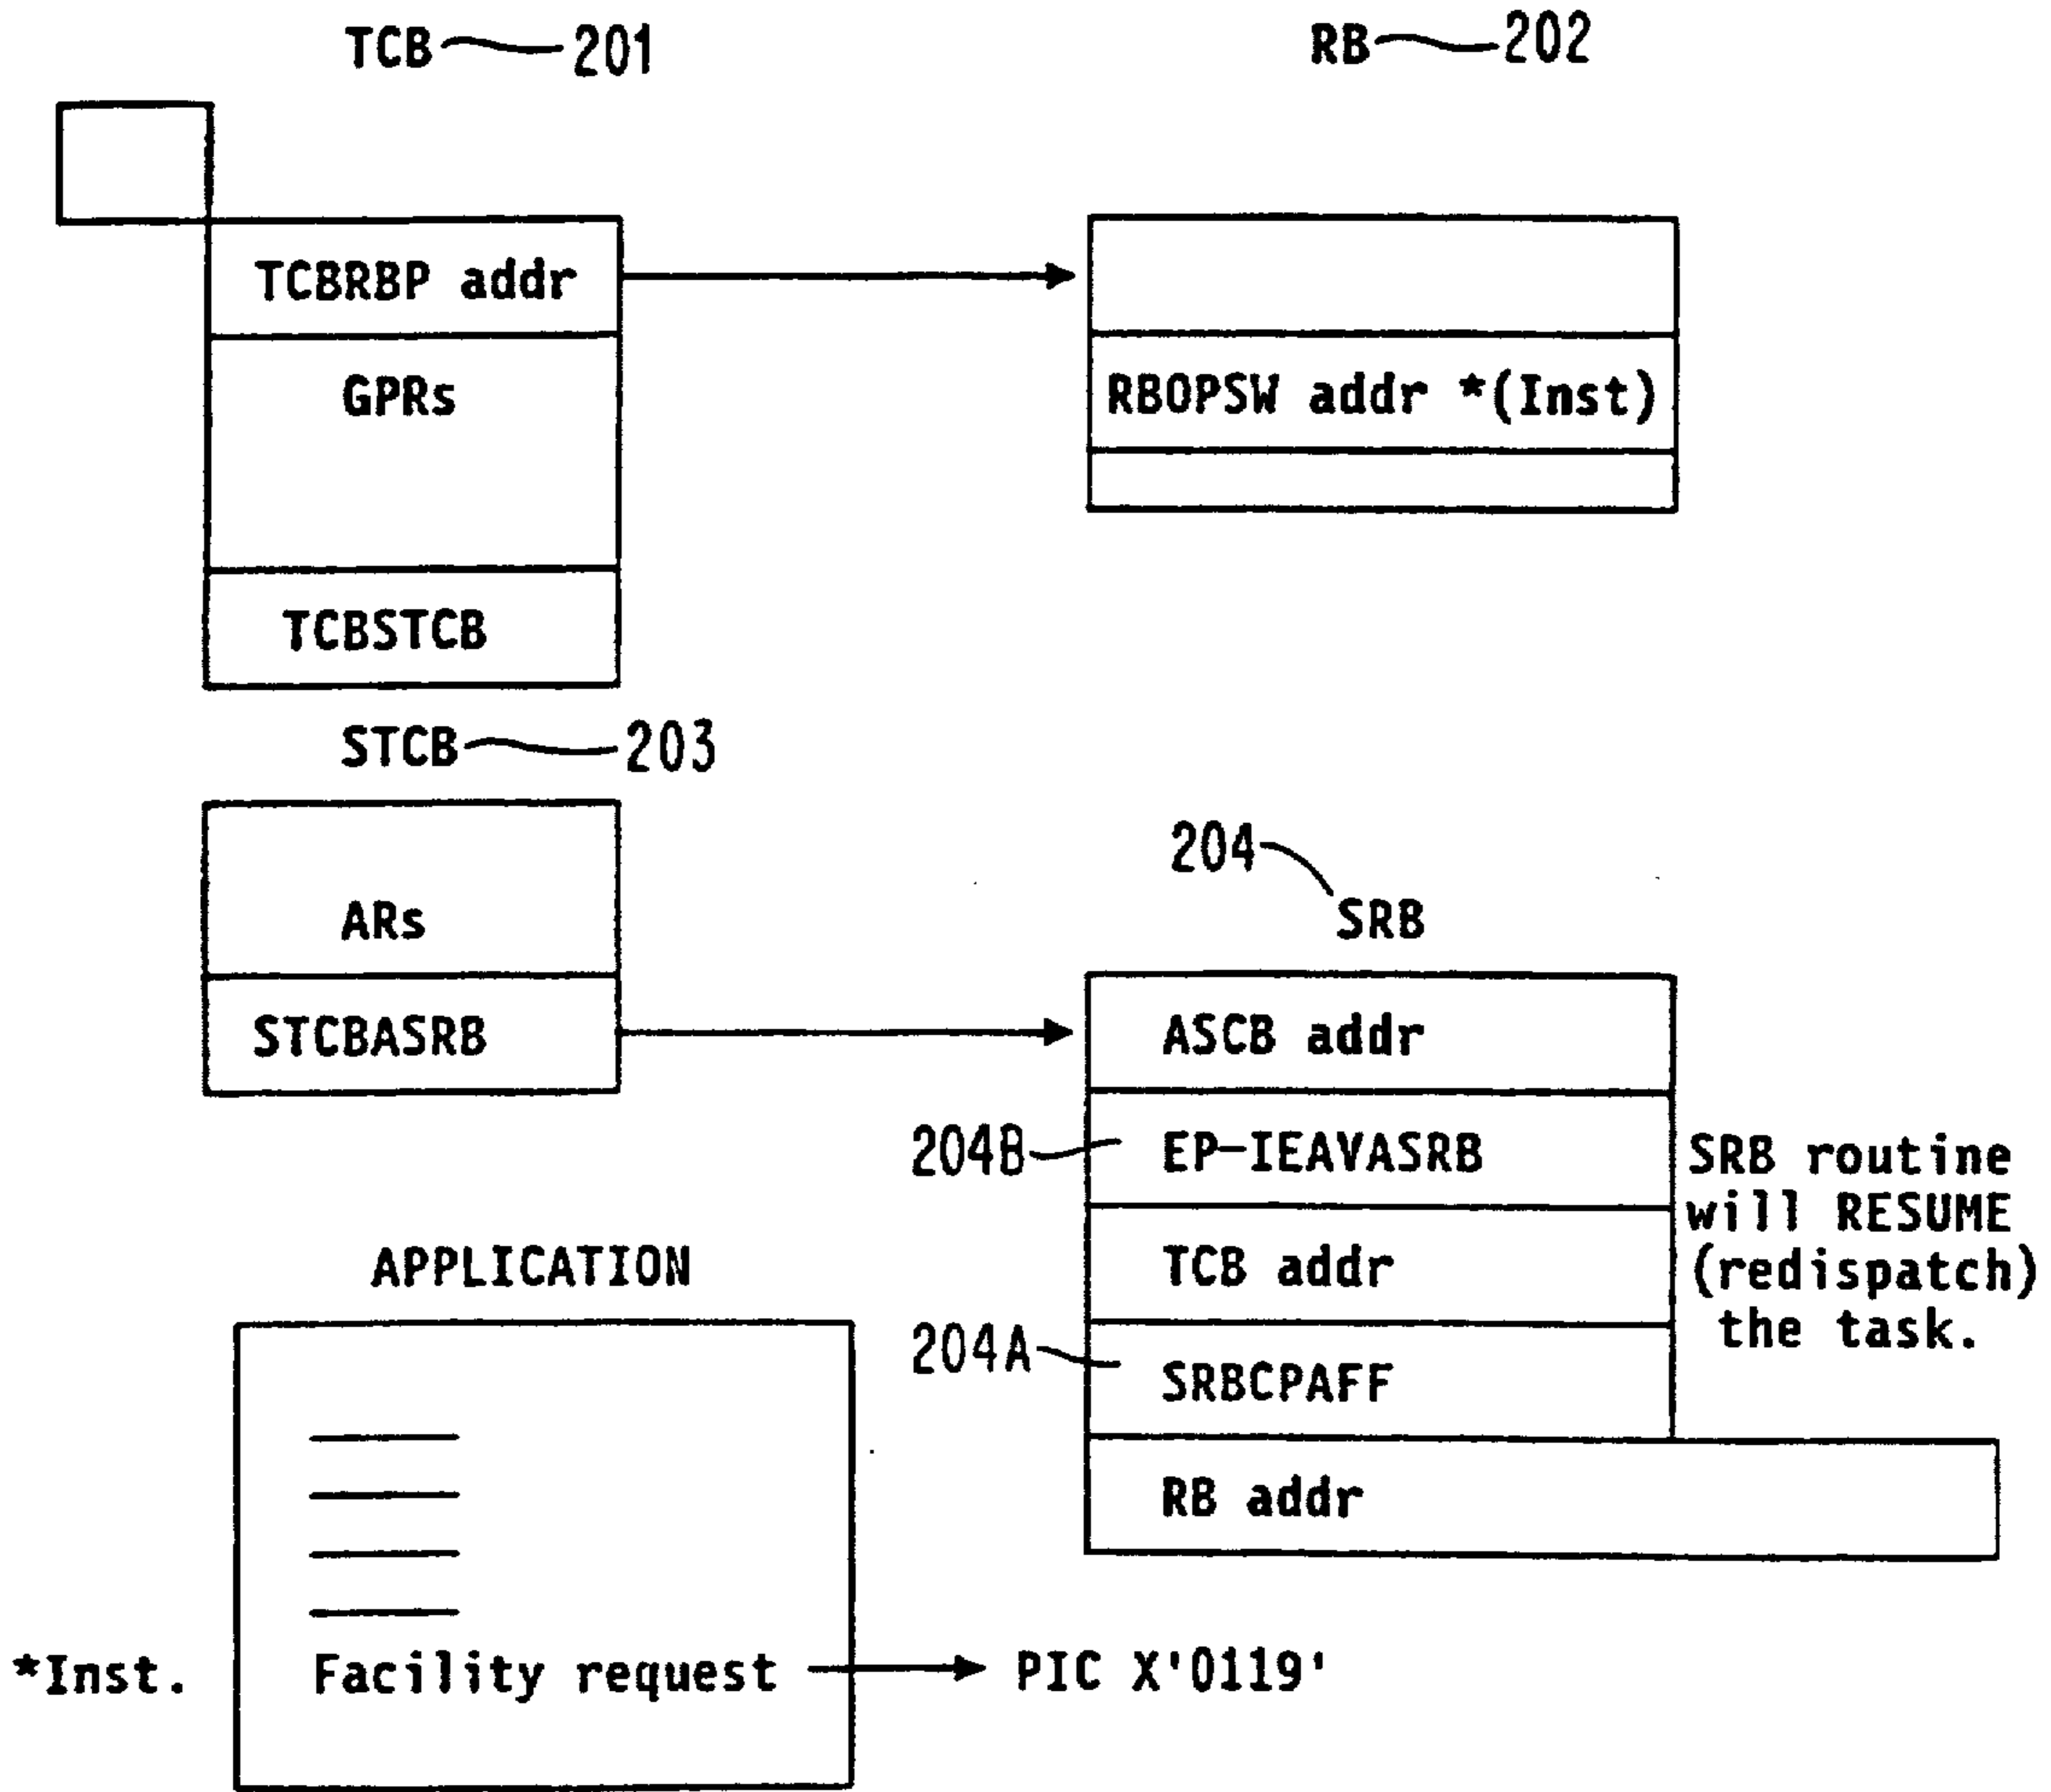 TCB 201
RB 202
TCBRBP addr
GPRs
TCBSTCB
RBOPSW addr *(Inst)
STCB 203
ARs
STCBASRB
204
SRB
ASCB addr
204B
EP-IEAVASRB
TCB addr
204A
SRBCPAFF
RB addr
SRB routine
will RESUME
(redispatch)
the task.
APPLICATION
*Inst.
Facility request
PIC X'0119'